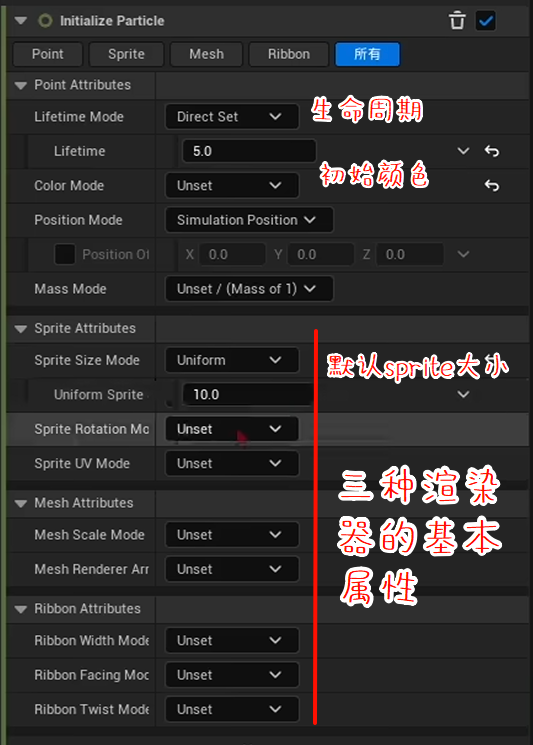 Initialize Particle
Point Sprite Mesh Ribbon 所有
Point Attributes
Lifetime Mode Direct Set 生命周期
Lifetime 5.0
初始颜色
Color Mode Unset
Position Mode Simulation Position
Position Of X 0.0 Y 0.0 Z 0.0
Mass Mode Unset / (Mass of 1)
Sprite Attributes
Sprite Size Mode Uniform 默认sprite大小
Uniform Sprite 10.0
Sprite Rotation Mo Unset
Sprite UV Mode Unset
三种渲染
器的基本
属性
Mesh Attributes
Mesh Scale Mode Unset
Mesh Renderer Arr Unset
Ribbon Attributes
Ribbon Width Mode Unset
Ribbon Facing Moc Unset
Ribbon Twist Mode Unset